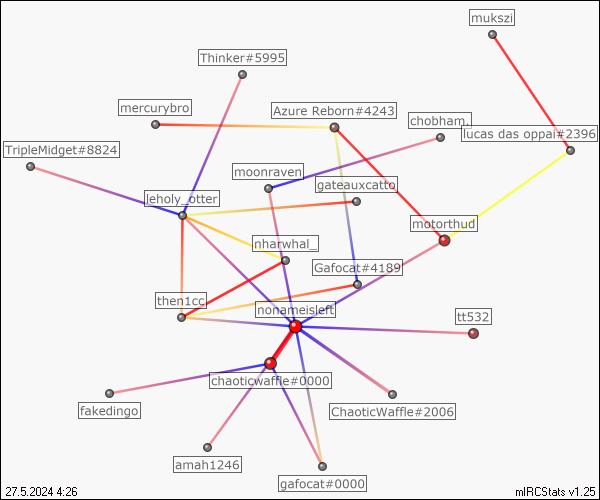 mukszi
Thinker#5995
mercurybro
Azure Reborn#4243
chobham.
lucas das oppai#2396
TripleMidget#8824
moonraven
gateauxcatto
leholy_otter
motorthud
nharwhal_
Gafocat#4189
then1cc
nonameisleft
tt532
chaoticwaffle#0000
fakedingo
ChaoticWaffle#2006
amah1246
gafocat#0000
27.5.2024 4:26
mIRCStats v1.25